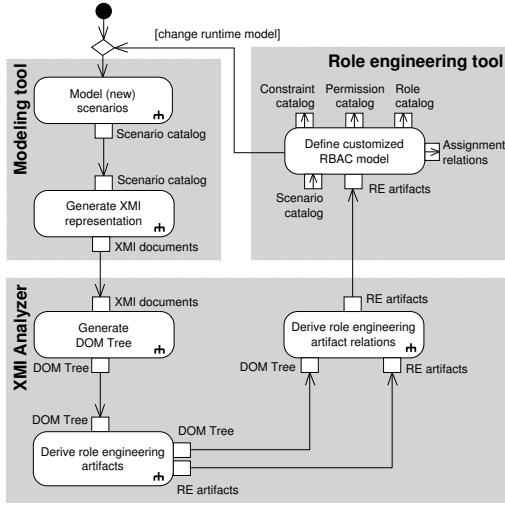 [change runtime model]
Modeling tool
Model (new)
scenarios
Scenario catalog
Scenario catalog
Generate XMI
representation
XMI documents
Role engineering tool
Constraint
catalog
Permission
catalog
Role
catalog
Define customized
RBAC model
Assignment
relations
Scenario
catalog
RE artifacts
XMI Analyzer
XMI documents
Generate
DOM Tree
DOM Tree
DOM Tree
Derive role engineering
artifacts
DOM Tree
RE artifacts
RE artifacts
Derive role engineering
artifact relations
DOM Tree
RE artifacts